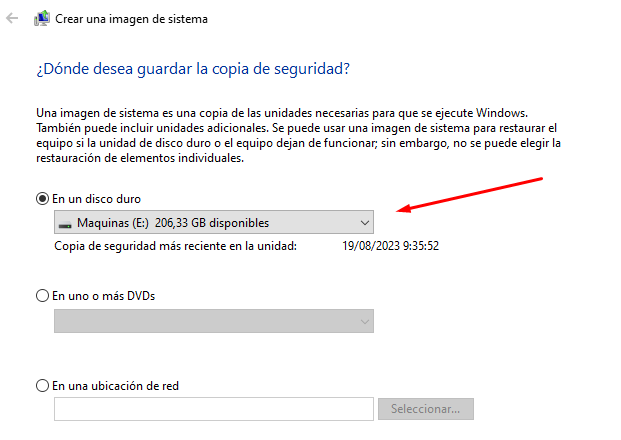 Crear una imagen de sistema
¿Dónde desea guardar la copia de seguridad?
Una imagen de sistema es una copia de las unidades necesarias para que se ejecute Windows.
También puede incluir unidades adicionales. Se puede usar una imagen de sistema para restaurar el
equipo si la unidad de disco duro o el equipo dejan de funcionar; sin embargo, no se puede elegir la
restauración de elementos individuales.
En un disco duro
Maquinas (E:) 206,33 GB disponibles
Copia de seguridad más reciente en la unidad: 19/08/2023 9:35:52
En uno o más DVDs
En una ubicación de red
Seleccionar...